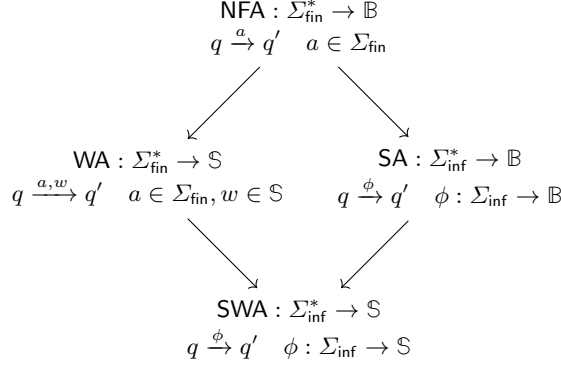 NFA : Σ*_fin → 𝔹
q →^a q′ a ∈ Σ_fin
WA : Σ*_fin → 𝕊
q →^{a,w} q′ a ∈ Σ_fin, w ∈ 𝕊
SA : Σ*_inf → 𝔹
q →^ϕ q′ ϕ : Σ_inf → 𝔹
SWA : Σ*_inf → 𝕊
q →^ϕ q′ ϕ : Σ_inf → 𝕊